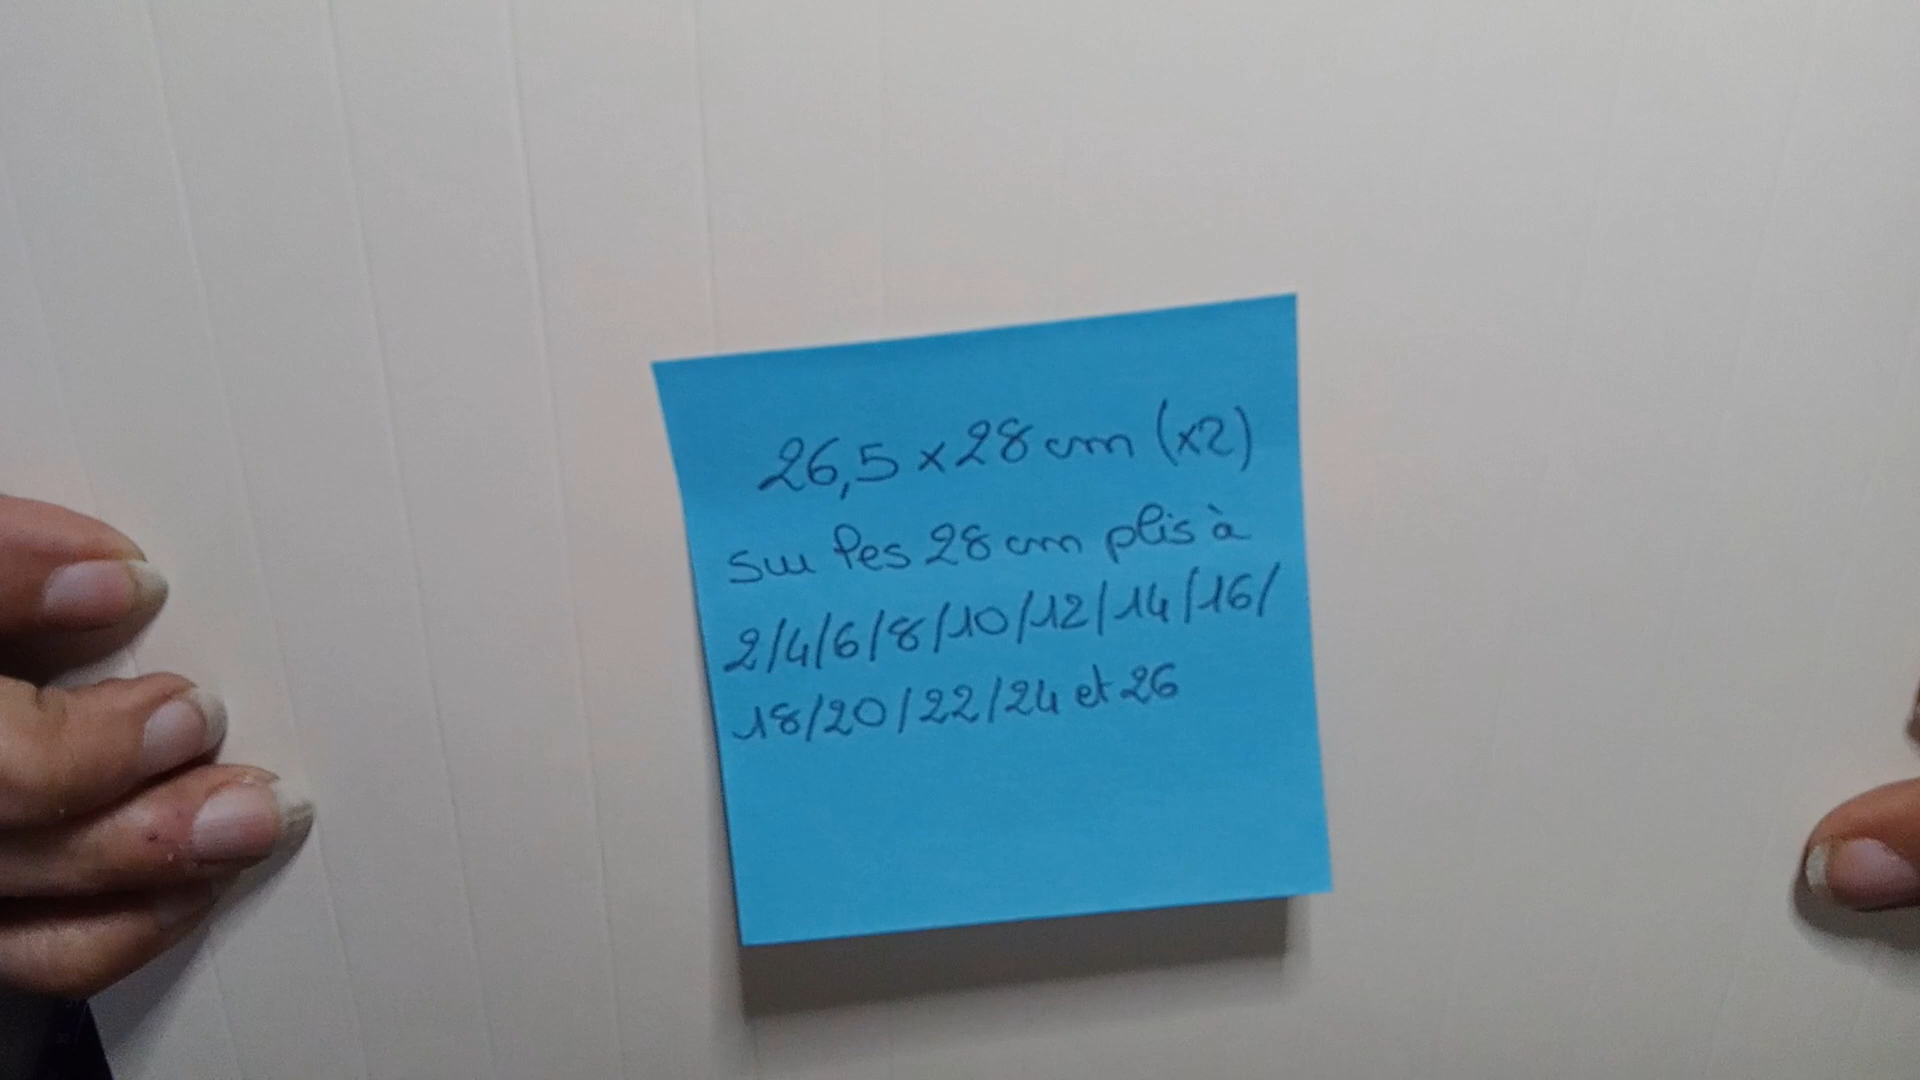 26,5 x 28 cm (x2)
sur les 28 cm plis à
2/4/6/8/10/12/14/16/
18/20/22/24 et 26